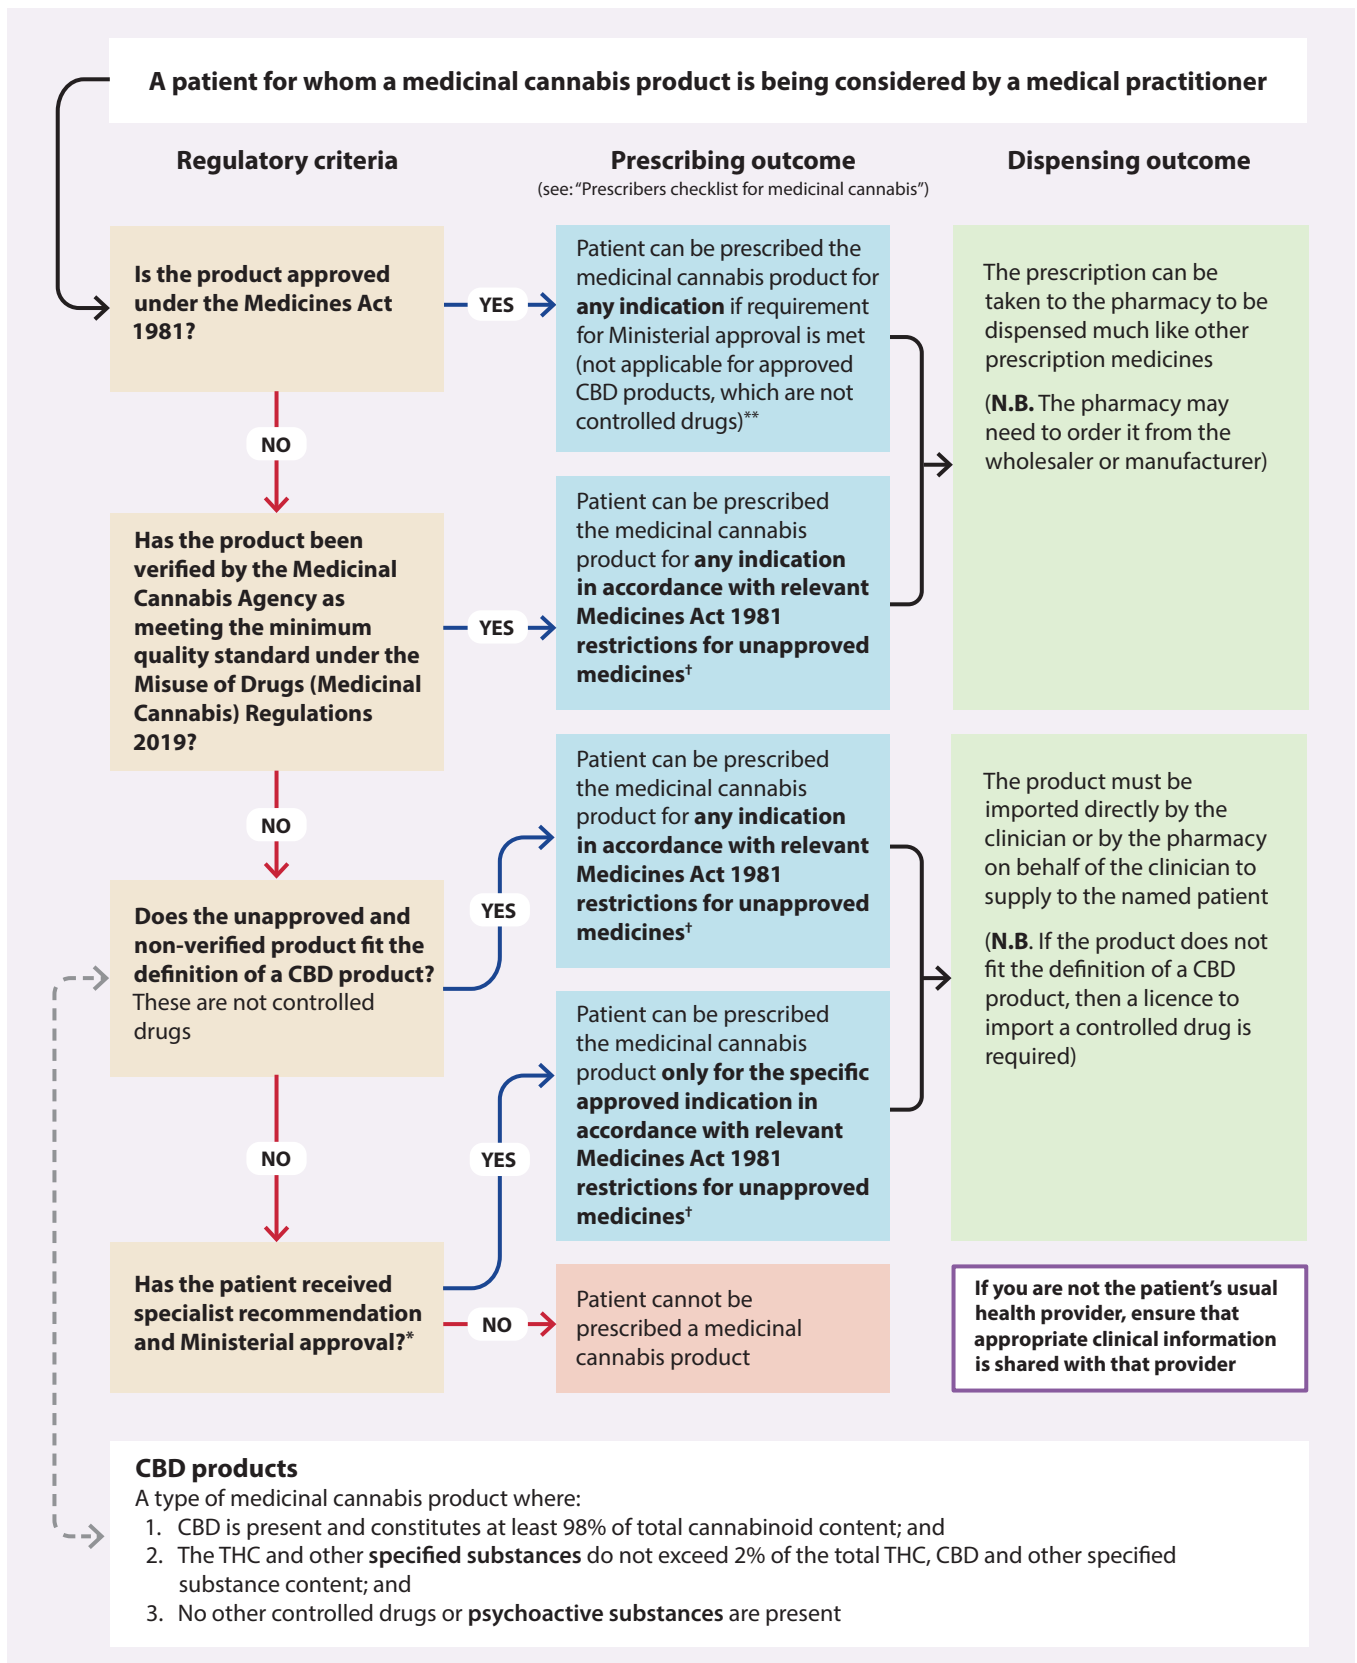 A patient for whom a medicinal cannabis product is being considered by a medical practitioner
Regulatory criteria
Prescribing outcome
(see: “Prescribers checklist for medicinal cannabis”)
Dispensing outcome
Is the product approved
under the Medicines Act
1981?
YES
Patient can be prescribed the
medicinal cannabis product for
any indication if requirement
for Ministerial approval is met
(not applicable for approved
CBD products, which are not
controlled drugs)**
The prescription can be
taken to the pharmacy to be
dispensed much like other
prescription medicines
(N.B. The pharmacy may
need to order it from the
wholesaler or manufacturer)
NO
Has the product been
verified by the Medicinal
Cannabis Agency as
meeting the minimum
quality standard under the
Misuse of Drugs (Medicinal
Cannabis) Regulations
2019?
YES
Patient can be prescribed
the medicinal cannabis
product for any indication
in accordance with relevant
Medicines Act 1981
restrictions for unapproved
medicines†
NO
Does the unapproved and
non-verified product fit the
definition of a CBD product?
These are not controlled
drugs
YES
Patient can be prescribed
the medicinal cannabis
product for any indication
in accordance with relevant
Medicines Act 1981
restrictions for unapproved
medicines†
The product must be
imported directly by the
clinician or by the pharmacy
on behalf of the clinician to
supply to the named patient
(N.B. If the product does not
fit the definition of a CBD
product, then a licence to
import a controlled drug is
required)
NO
Has the patient received
specialist recommendation
and Ministerial approval?*
YES
Patient can be prescribed
the medicinal cannabis
product only for the specific
approved indication in
accordance with relevant
Medicines Act 1981
restrictions for unapproved
medicines†
NO
Patient cannot be
prescribed a medicinal
cannabis product
If you are not the patient’s usual
health provider, ensure that
appropriate clinical information
is shared with that provider
CBD products
A type of medicinal cannabis product where:
1. CBD is present and constitutes at least 98% of total cannabinoid content; and
2. The THC and other specified substances do not exceed 2% of the total THC, CBD and other specified
substance content; and
3. No other controlled drugs or psychoactive substances are present